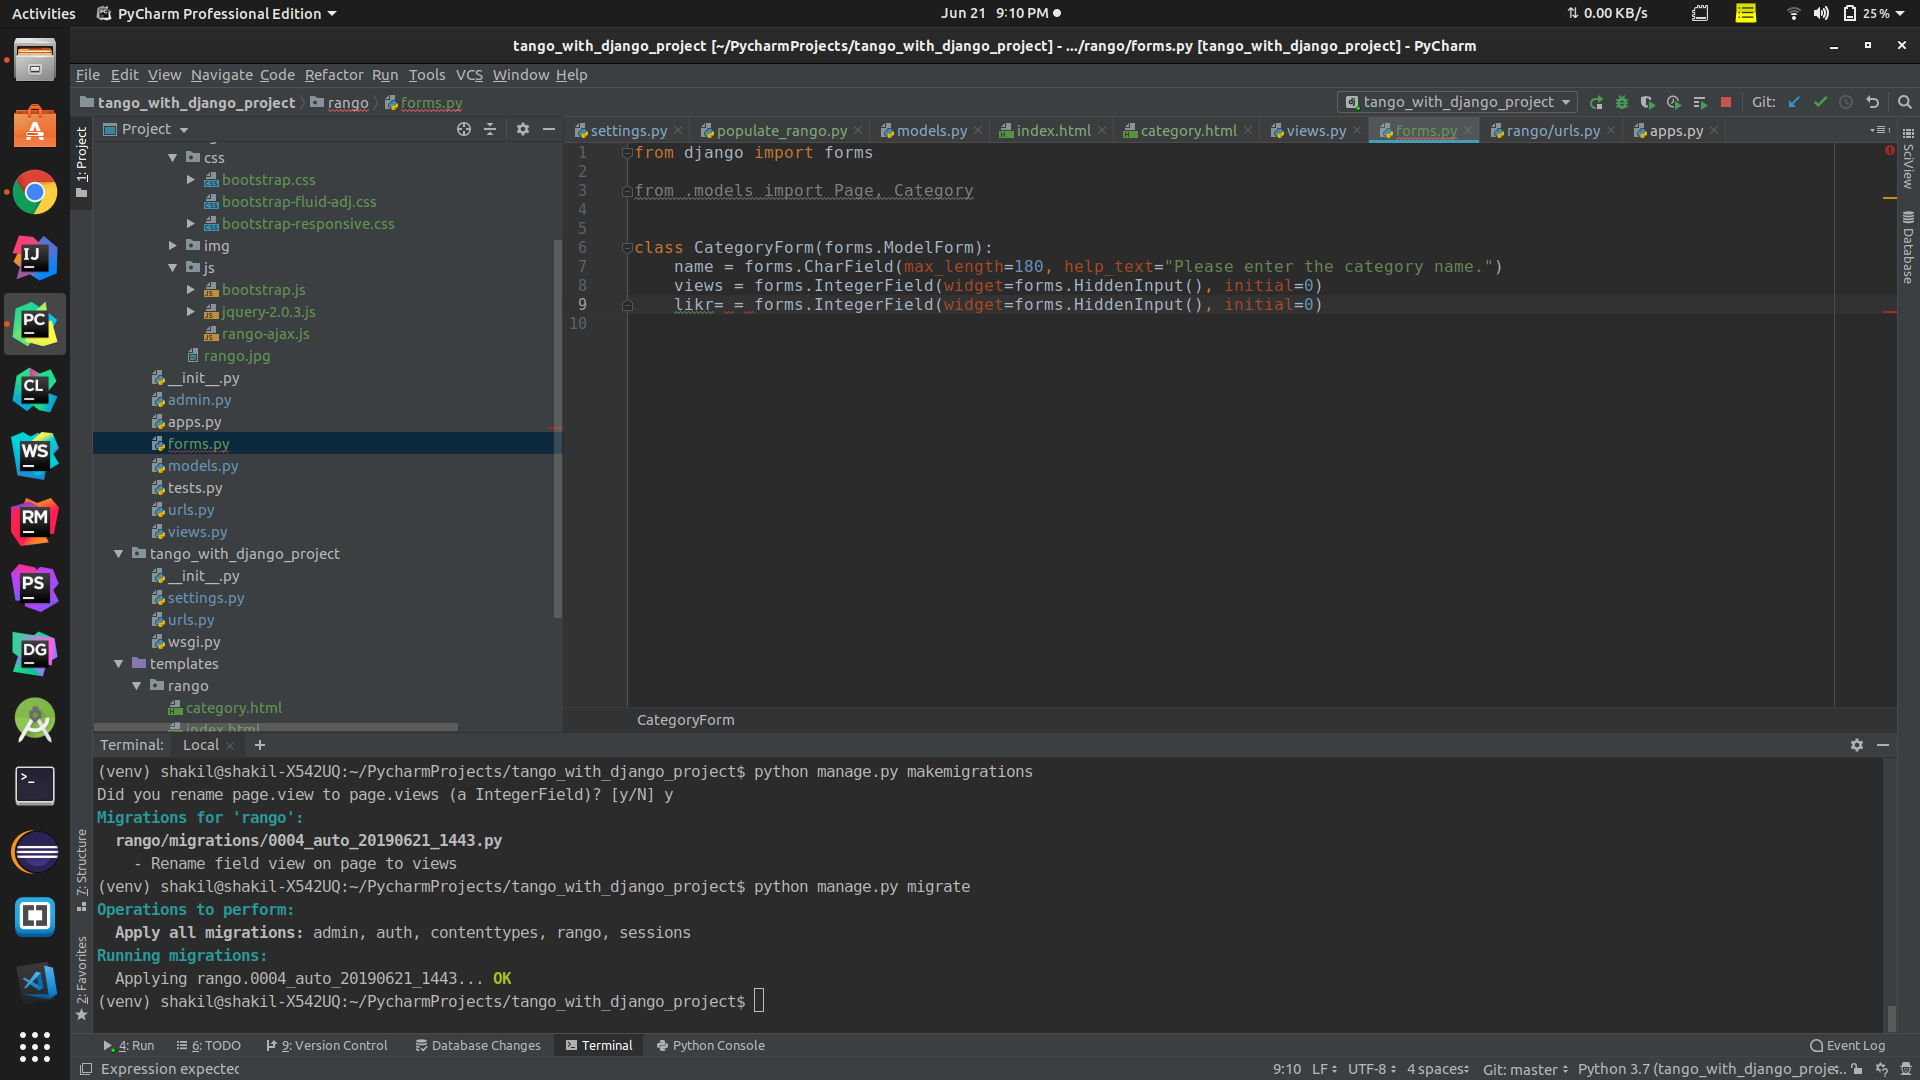 Activities PyCharm Professional Edition Jun 21 9:10 PM 0.00 KB/s 25 %
tango_with_django_project [~/PycharmProjects/tango_with_django_project] - .../rango/forms.py [tango_with_django_project] - PyCharm
File Edit View Navigate Code Refactor Run Tools VCS Window Help
tango_with_django_project rango forms.py tango_with_django_project Git:
1: Project
Project
css
bootstrap.css
bootstrap-fluid-adj.css
bootstrap-responsive.css
img
js
bootstrap.js
jquery-2.0.3.js
rango-ajax.js
rango.jpg
__init__.py
admin.py
apps.py
forms.py
models.py
tests.py
urls.py
views.py
tango_with_django_project
__init__.py
settings.py
urls.py
wsgi.py
templates
rango
category.html
index.html
settings.py populate_rango.py models.py index.html category.html views.py forms.py rango/urls.py apps.py
1 from django import forms
2
3 from .models import Page, Category
4
5
6 class CategoryForm(forms.ModelForm):
7 name = forms.CharField(max_length=180, help_text="Please enter the category name.")
8 views = forms.IntegerField(widget=forms.HiddenInput(), initial=0)
9 likr= = forms.IntegerField(widget=forms.HiddenInput(), initial=0)
10
CategoryForm
SciView
Database
IJ
PC
CL
WS
RM
PS
DG
>_
7: Structure
2: Favorites
Terminal: Local +
(venv) shakil@shakil-X542UQ:~/PycharmProjects/tango_with_django_project$ python manage.py makemigrations
Did you rename page.view to page.views (a IntegerField)? [y/N] y
Migrations for 'rango':
rango/migrations/0004_auto_20190621_1443.py
- Rename field view on page to views
(venv) shakil@shakil-X542UQ:~/PycharmProjects/tango_with_django_project$ python manage.py migrate
Operations to perform:
Apply all migrations: admin, auth, contenttypes, rango, sessions
Running migrations:
Applying rango.0004_auto_20190621_1443... OK
(venv) shakil@shakil-X542UQ:~/PycharmProjects/tango_with_django_project$
4: Run 6: TODO 9: Version Control Database Changes Terminal Python Console Event Log
Expression expected 9:10 LF UTF-8 4 spaces Git: master Python 3.7 (tango_with_django_proje...